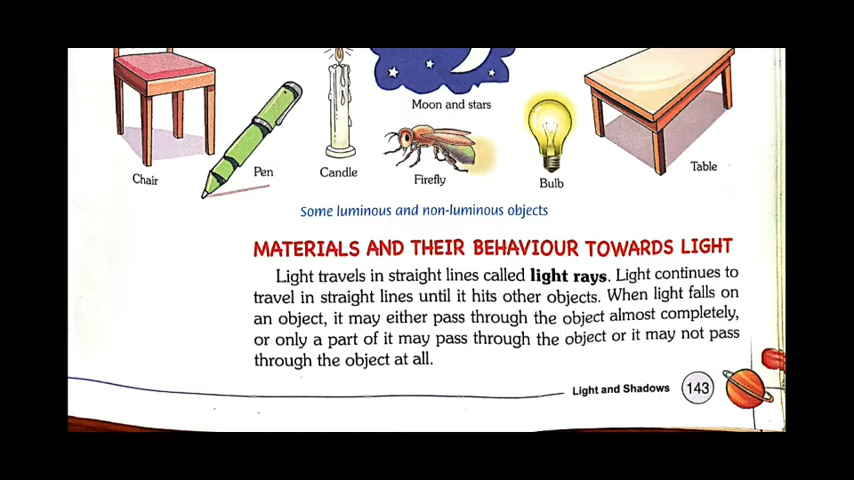 Moon and stars
Chair
Pen
Candle
Firefly
Bulb
Table
Some luminous and non-luminous objects
MATERIALS AND THEIR BEHAVIOUR TOWARDS LIGHT
Light travels in straight lines called light rays. Light continues to
travel in straight lines until it hits other objects. When light falls on
an object, it may either pass through the object almost completely,
or only a part of it may pass through the object or it may not pass
through the object at all.
Light and Shadows 143